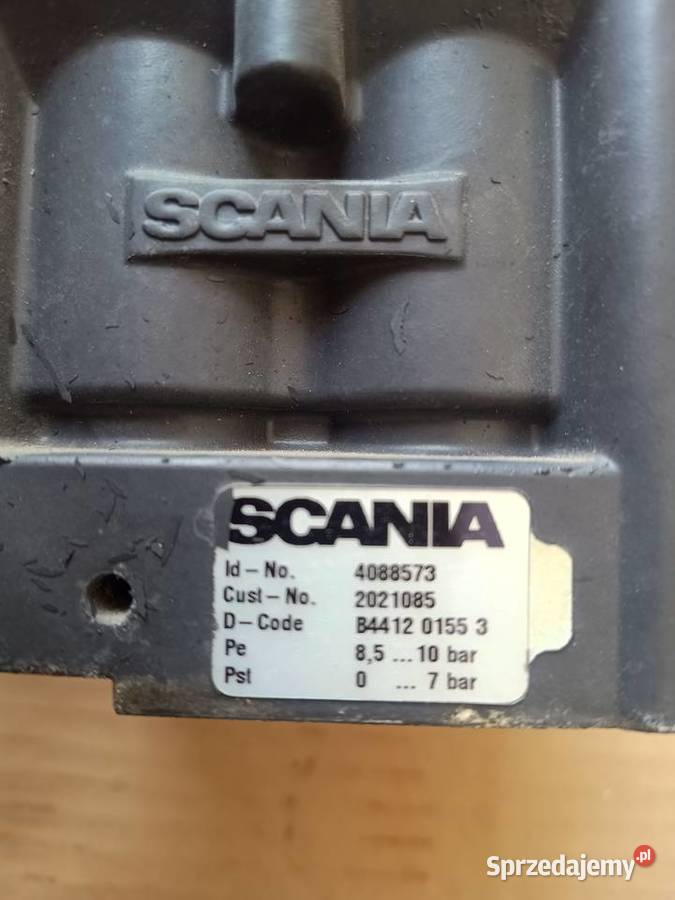 SCANIA
SCANIA
Id-No. 4088573
Cust-No. 2021085
D-Code B4412 0155 3
Pe 8,5 ... 10 bar
Pst 0 ... 7 bar
Sprzedajemy.pl